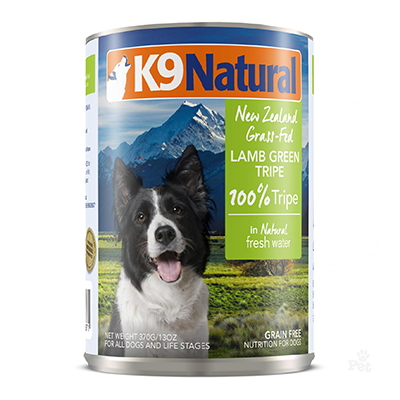 K9Natural
New Zealand
Grass-Fed
LAMB GREEN
TRIPE
100% Tripe
in Natural
fresh water
NET WEIGHT 370G/13OZ
FOR ALL DOGS AND LIFE STAGES
GRAIN FREE
NUTRITION FOR DOGS
Pet